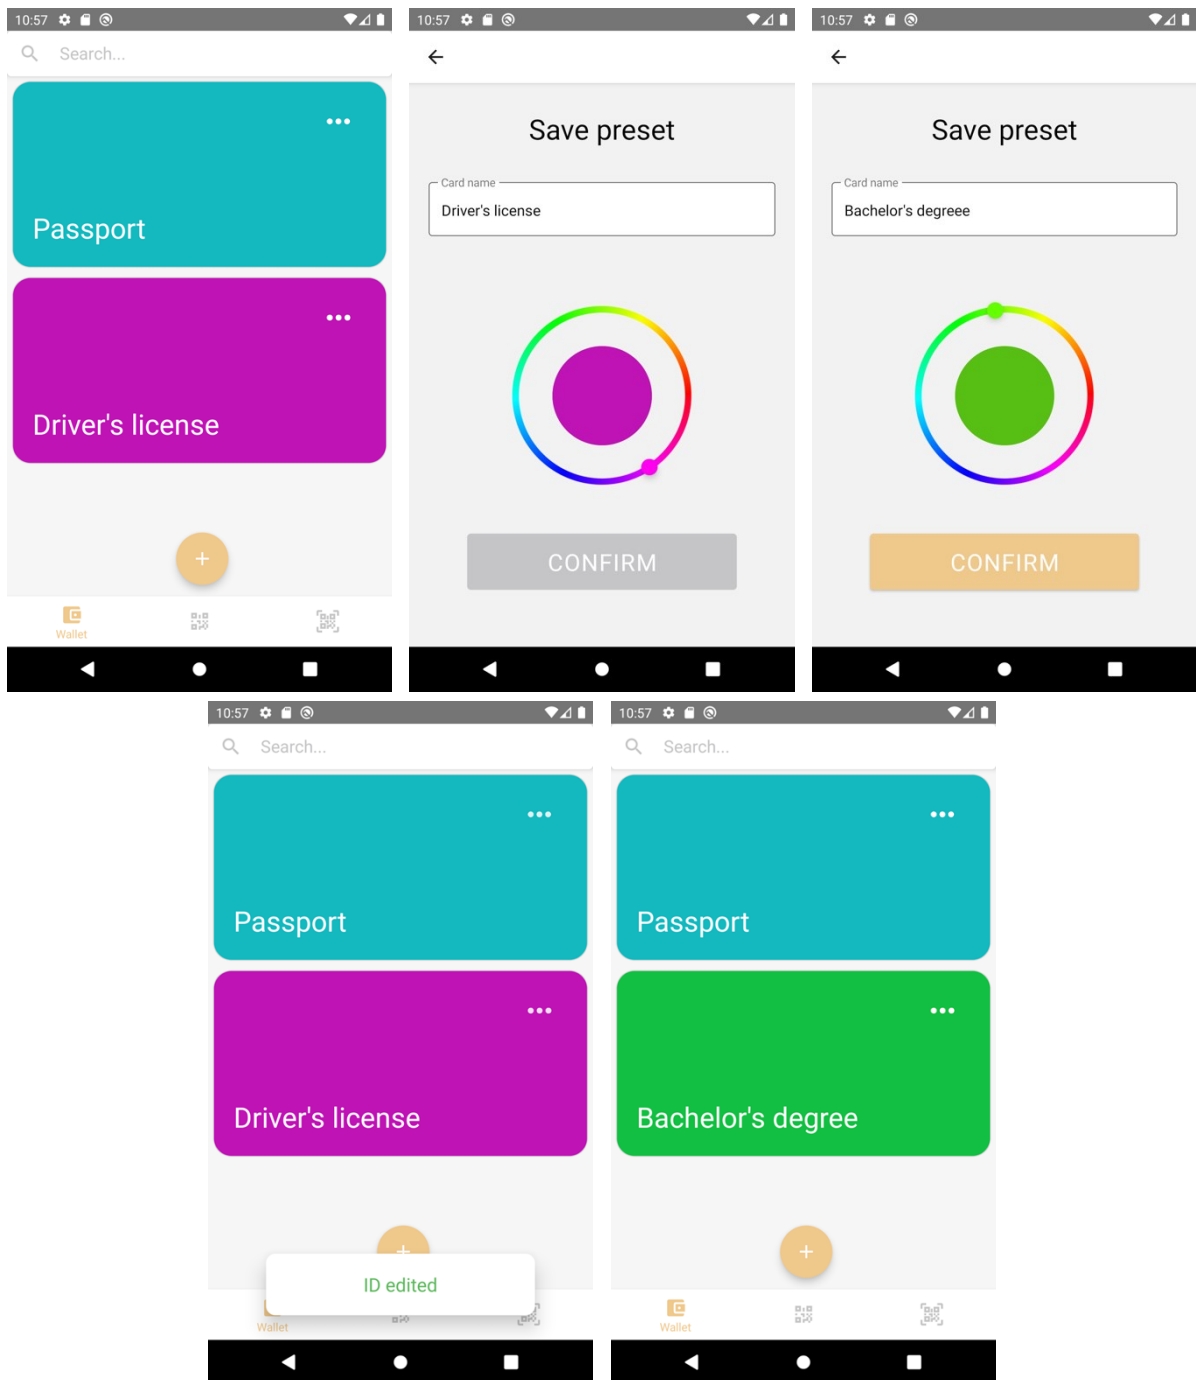 10:57
Search...
Passport
Driver's license
+
Wallet
10:57
Save preset
Card name
Driver's license
CONFIRM
10:57
Save preset
Card name
Bachelor's degreee
CONFIRM
10:57
Search...
Passport
Driver's license
+
ID edited
Wallet
10:57
Search...
Passport
Bachelor's degree
+
Wallet